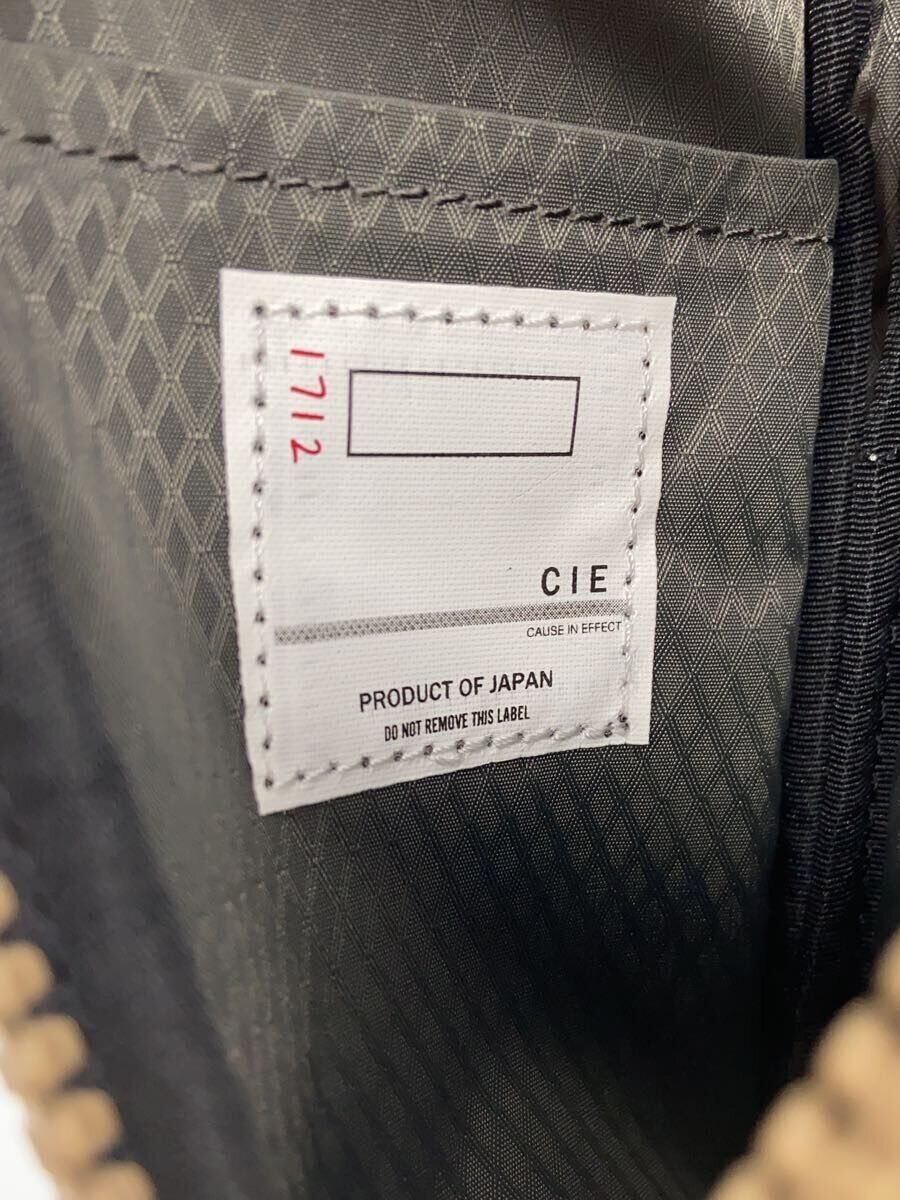 1712
CIE
CAUSE IN EFFECT
PRODUCT OF JAPAN
DO NOT REMOVE THIS LABEL